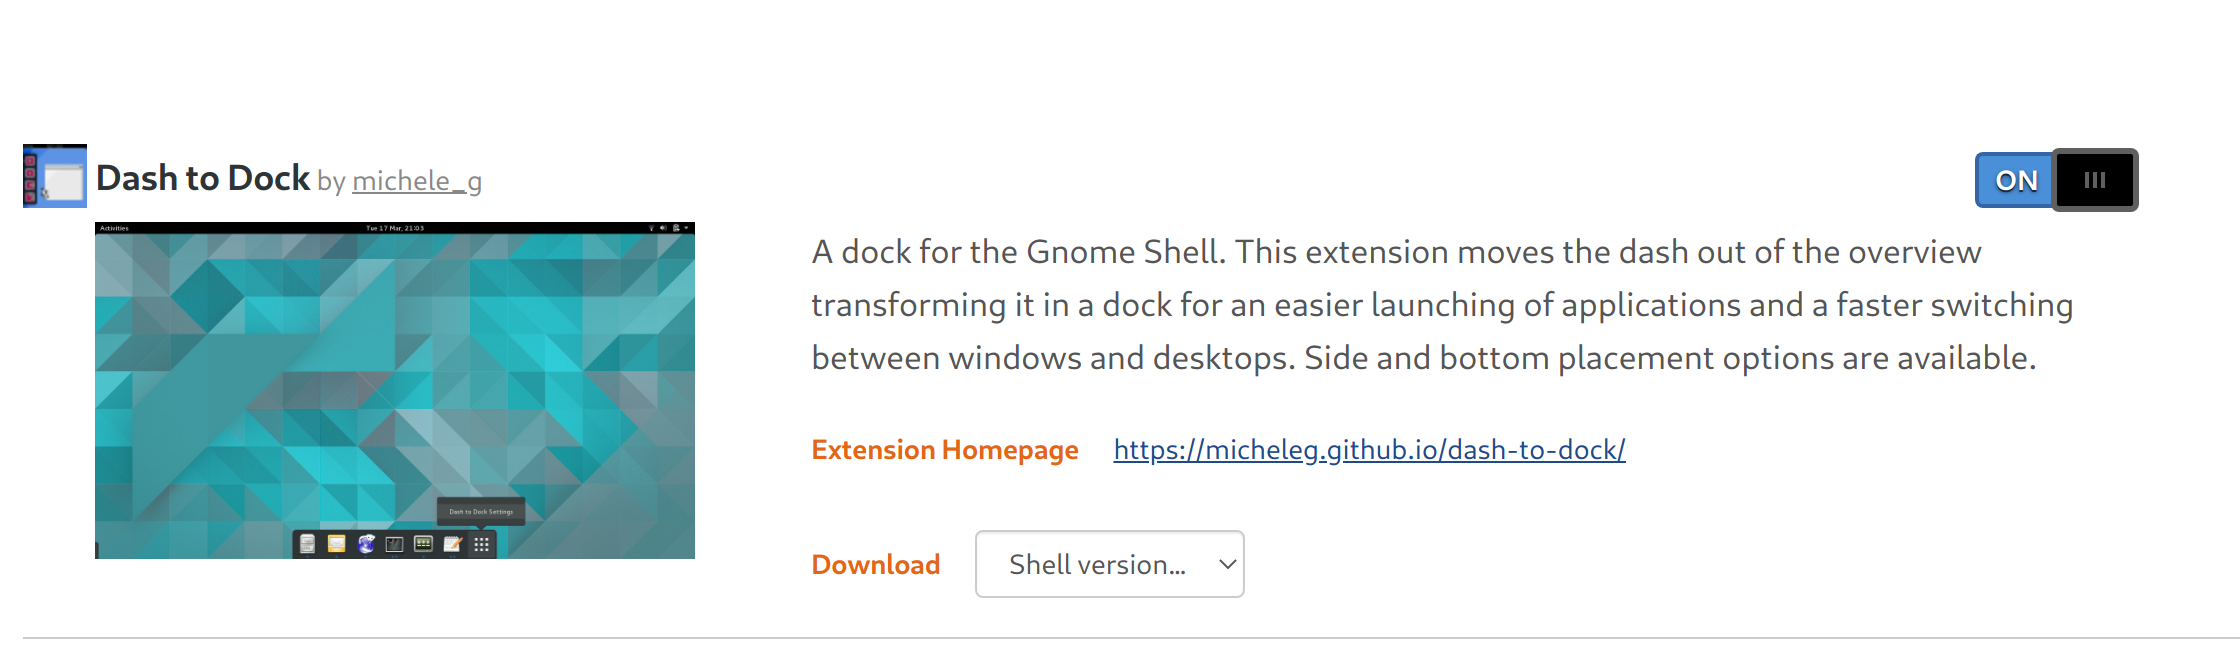 Dash to Dock by michele_g
ON
Activities
Tue 17 Mar, 21:03
Dash to Dock Settings
A dock for the Gnome Shell. This extension moves the dash out of the overview
transforming it in a dock for an easier launching of applications and a faster switching
between windows and desktops. Side and bottom placement options are available.
Extension Homepage https://micheleg.github.io/dash-to-dock/
Download Shell version...